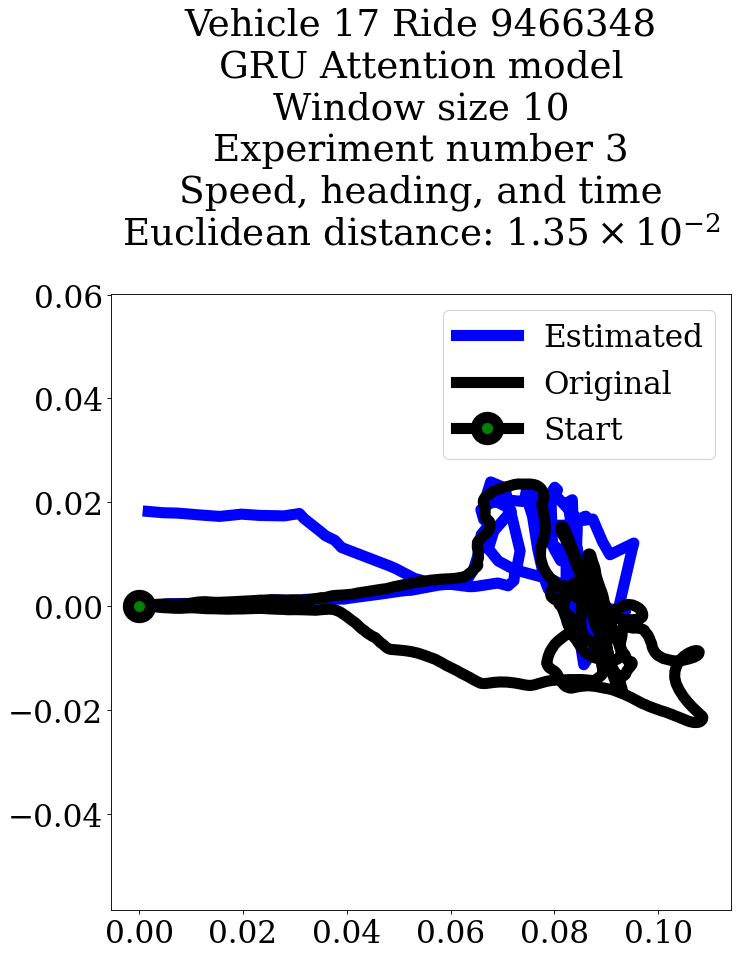 Vehicle 17 Ride 9466348
GRU Attention model
Window size 10
Experiment number 3
Speed, heading, and time
Euclidean distance: 1.35 × 10⁻²
0.06
0.04
0.02
0.00
−0.02
−0.04
Estimated
Original
Start
0.00 0.02 0.04 0.06 0.08 0.10